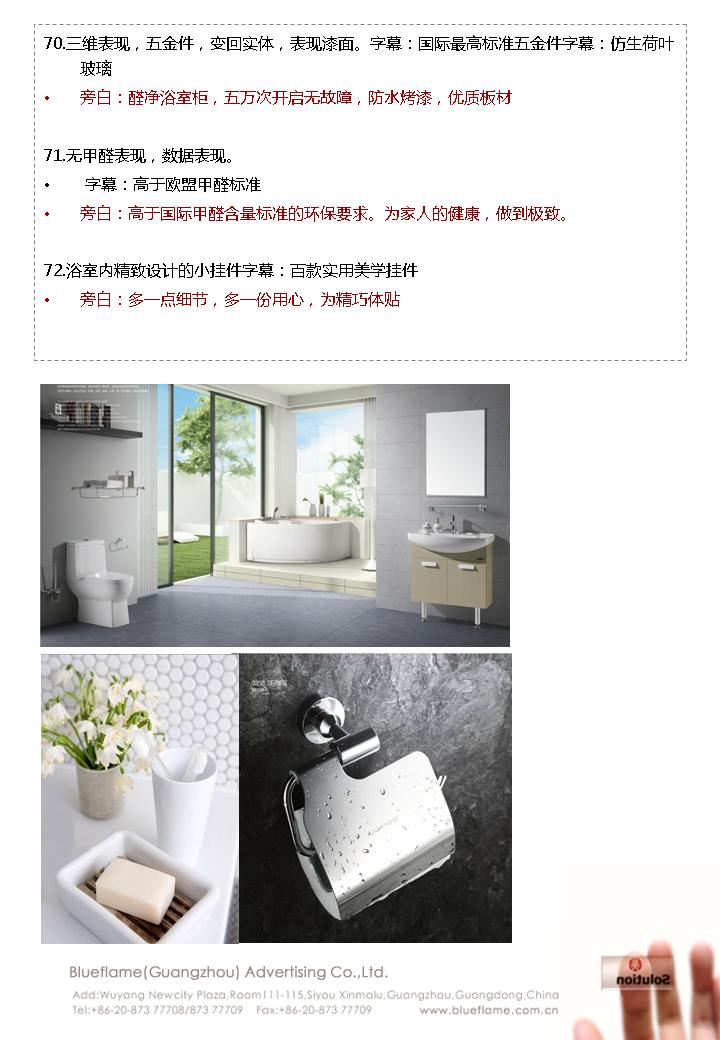 70.三维表现，五金件，变回实体，表现漆面。字幕：国际最高标准五金件字幕：仿生荷叶
玻璃
• 旁白：醛净浴室柜，五万次开启无故障，防水烤漆，优质板材
71.无甲醛表现，数据表现。
• 字幕：高于欧盟甲醛标准
• 旁白：高于国际甲醛含量标准的环保要求。为家人的健康，做到极致。
72.浴室内精致设计的小挂件字幕：百款实用美学挂件
• 旁白：多一点细节，多一份用心，为精巧体贴
SERIES
JOMOO
Blueflame(Guangzhou) Advertising Co.,Ltd.
Solution
Add:Wuyang Newcity Plaza,Room111-115,Siyou Xinmalu,Guangzhou,Guangdong,China
Tel:+86-20-873 77708/873 77709 Fax:+86-20-873 77709 www.blueflame.com.cn